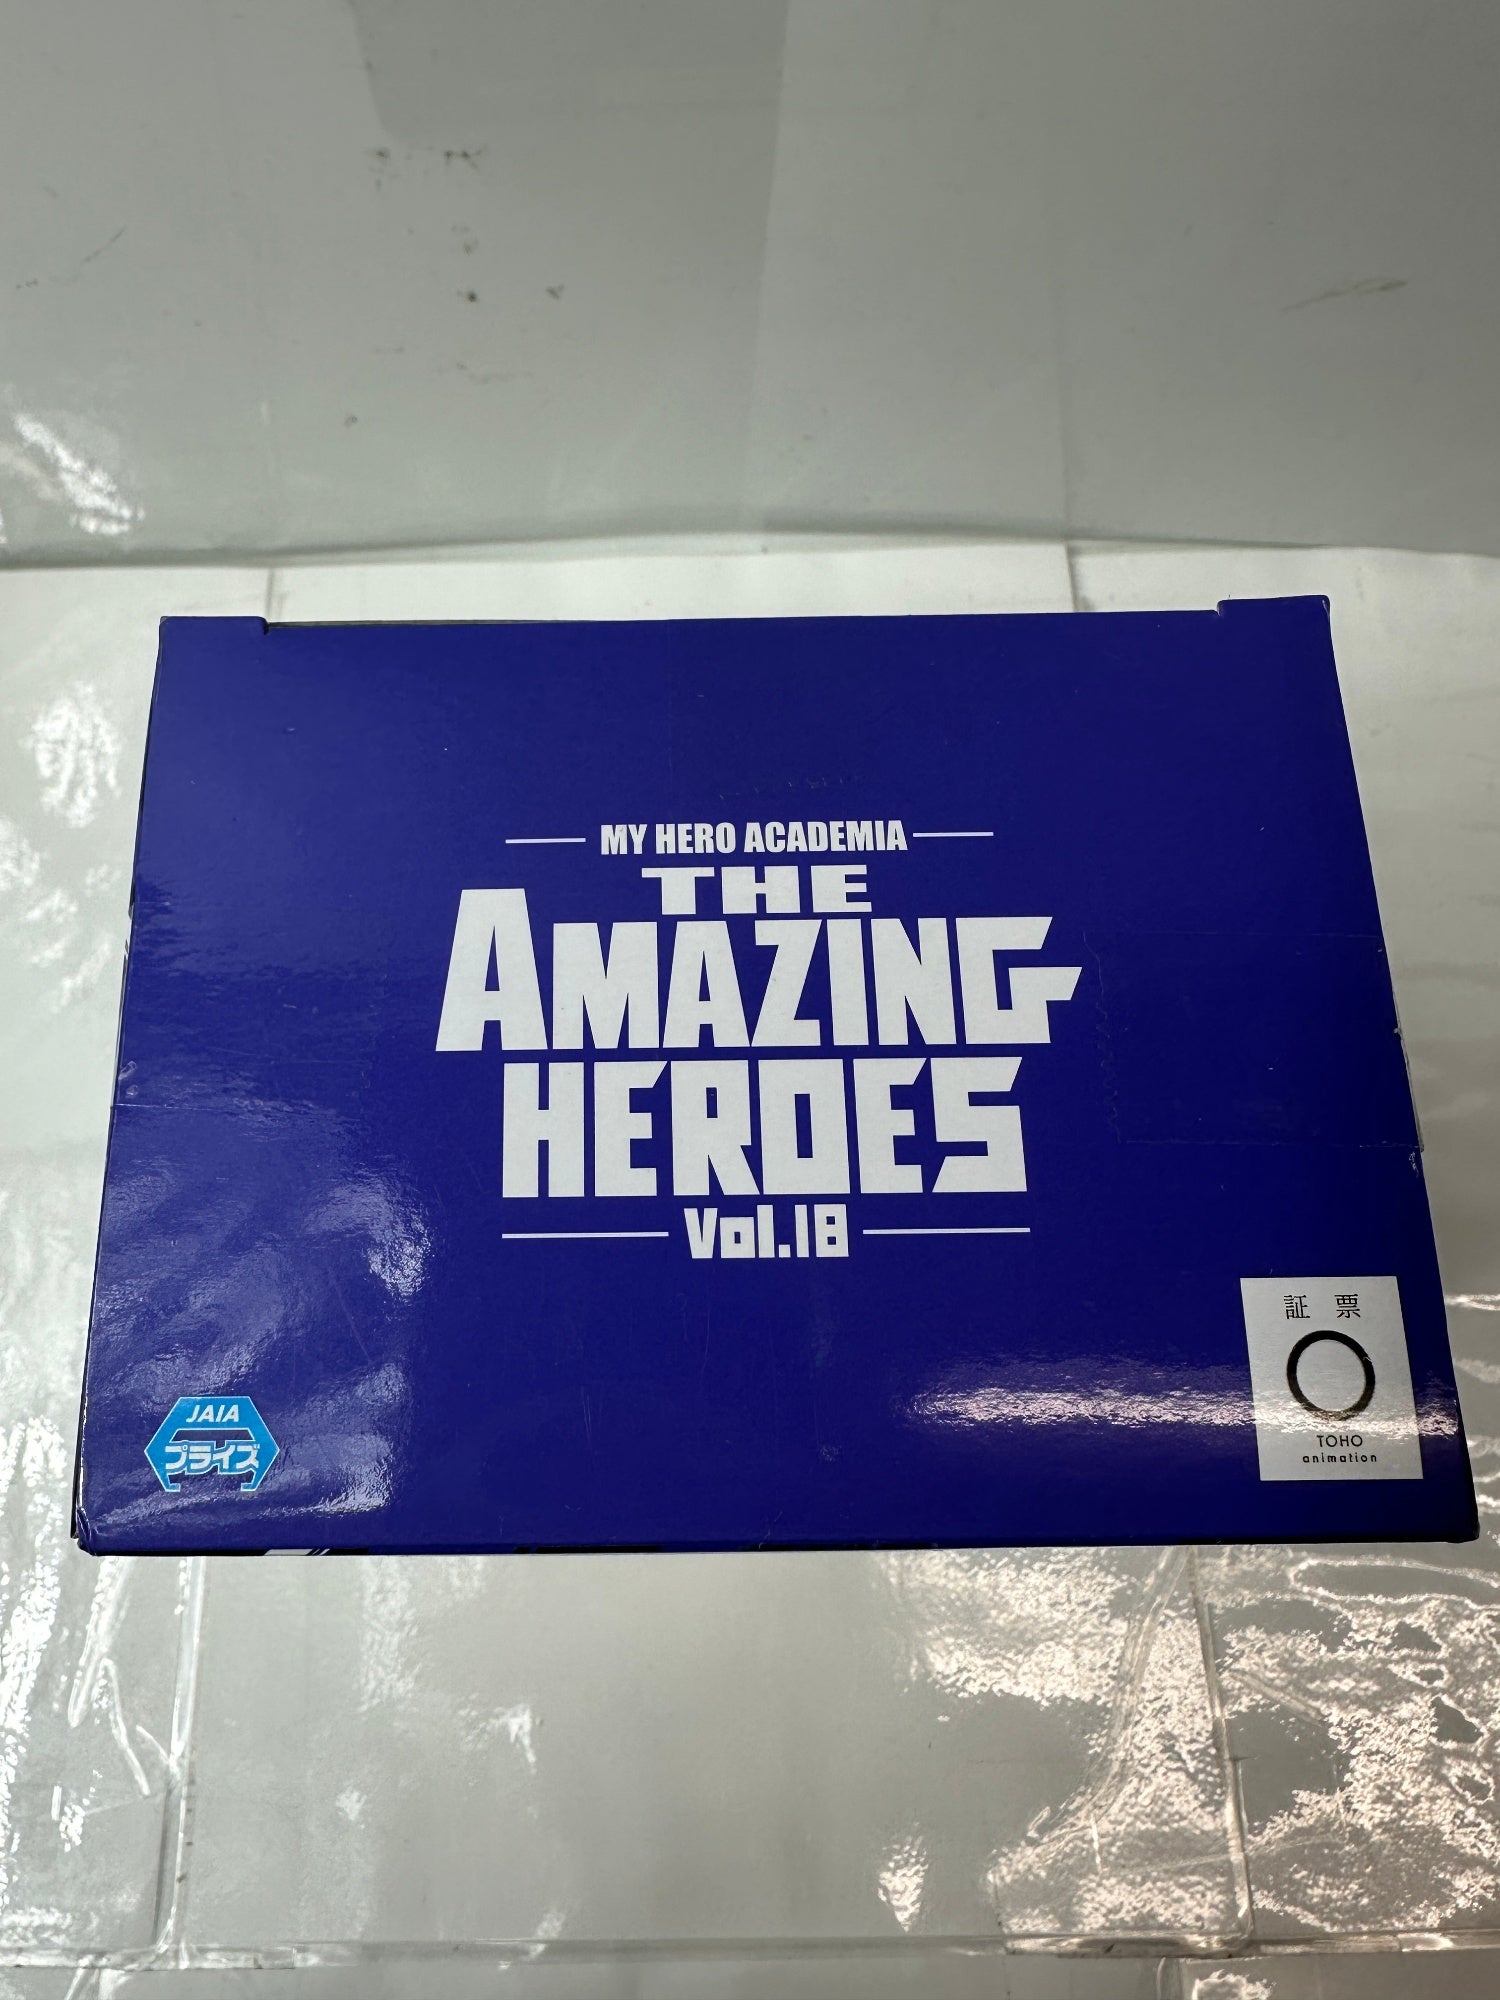 MY HERO ACADEMIA
THE
AMAZING
HEROES
Vol.18
証 票
TOHO
animation
JAIA
プライズ